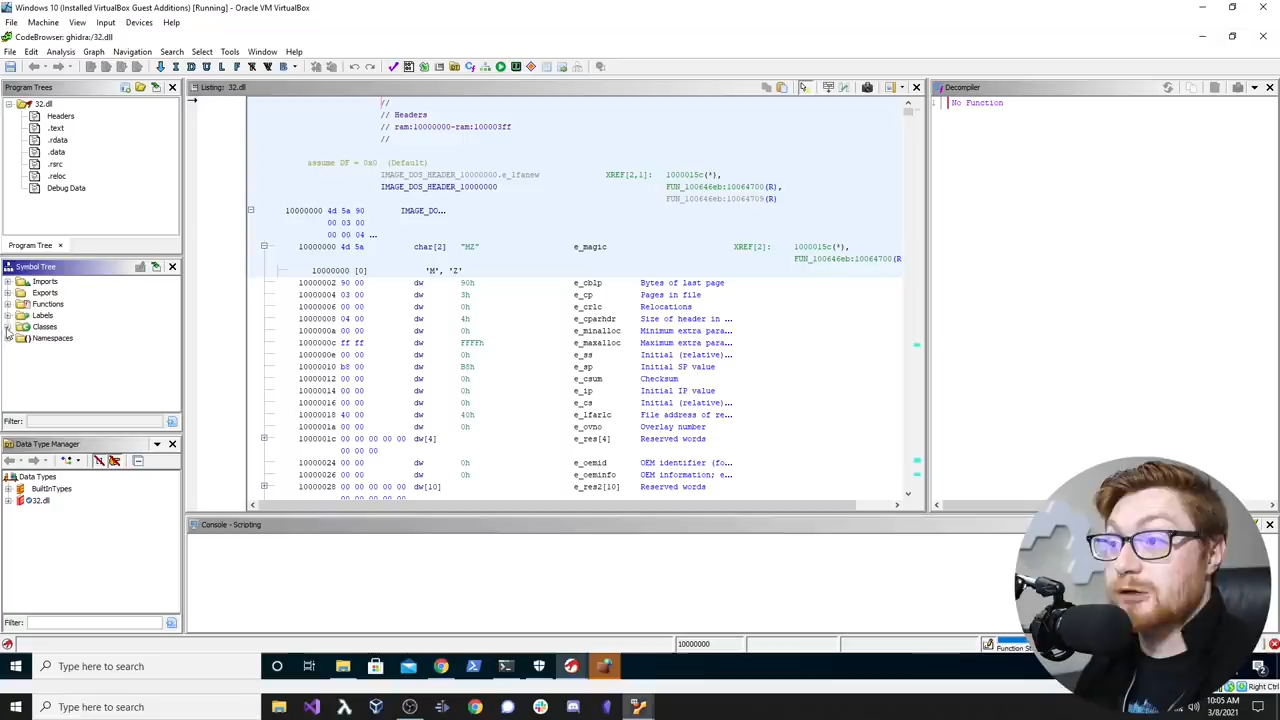 Windows 10 (Installed VirtualBox Guest Additions) [Running] - Oracle VM VirtualBox
File Machine View Input Devices Help
CodeBrowser: ghidra:/32.dll
File Edit Analysis Graph Navigation Search Select Tools Window Help
Program Trees
32.dll
Headers
.text
.rdata
.data
.rsrc
.reloc
Debug Data
Program Tree
Symbol Tree
Imports
Exports
Functions
Labels
Classes
Namespaces
Filter:
Data Type Manager
Data Types
BuiltInTypes
32.dll
Filter:
Listing: 32.dll
//
// Headers
// ram:10000000-ram:100003ff
//
assume DF = 0x0 (Default)
IMAGE_DOS_HEADER_10000000.e_lfanew XREF[2,1]: 1000015c(*),
IMAGE_DOS_HEADER_10000000 FUN_100646eb:10064700(R),
FUN_100646eb:10064709(R)
10000000 4d 5a 90 IMAGE_DO...
00 03 00
00 00 04 ...
10000000 4d 5a char[2] "MZ" e_magic XREF[2]: 1000015c(*),
FUN_100646eb:10064700(R
10000000 [0] 'M', 'Z'
10000002 90 00 dw 90h e_cblp Bytes of last page
10000004 03 00 dw 3h e_cp Pages in file
10000006 00 00 dw 0h e_crlc Relocations
10000008 04 00 dw 4h e_cparhdr Size of header in ...
1000000a 00 00 dw 0h e_minalloc Minimum extra para...
1000000c ff ff dw FFFFh e_maxalloc Maximum extra para...
1000000e 00 00 dw 0h e_ss Initial (relative)...
10000010 b8 00 dw B8h e_sp Initial SP value
10000012 00 00 dw 0h e_csum Checksum
10000014 00 00 dw 0h e_ip Initial IP value
10000016 00 00 dw 0h e_cs Initial (relative)...
10000018 40 00 dw 40h e_lfarlc File address of re...
1000001a 00 00 dw 0h e_ovno Overlay number
1000001c 00 00 00 00 00 dw[4] e_res[4] Reserved words
00 00 00
10000024 00 00 dw 0h e_oemid OEM identifier (fo...
10000026 00 00 dw 0h e_oeminfo OEM information; e...
10000028 00 00 00 00 00 dw[10] e_res2[10] Reserved words
Decompiler
1 No Function
Console - Scripting
10000000
Function St
Type here to search
Right Ctrl
Type here to search
10:05 AM
3/8/2021